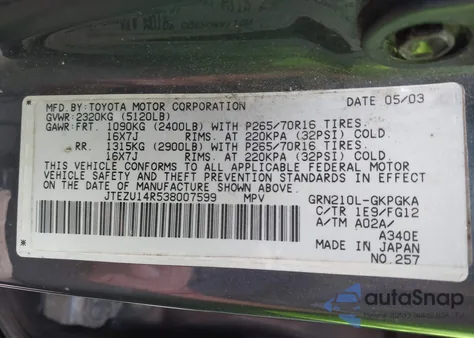 MFD.BY:TOYOTA MOTOR CORPORATION DATE 05/03
GVWR:2320KG (5120LB)
GAWR:FRT. 1090KG (2400LB) WITH P265/70R16 TIRES.
16X7J RIMS. AT 220KPA (32PSI) COLD.
RR. 1315KG (2900LB) WITH P265/70R16 TIRES.
16X7J RIMS. AT 220KPA (32PSI) COLD.
THIS VEHICLE CONFORMS TO ALL APPLICABLE FEDERAL MOTOR
VEHICLE SAFETY, BUMPER, AND THEFT
PREVENTION STANDARDS IN EFFECT ON THE DATE OF
MANUFACTURE SHOWN ABOVE.
JTEZU14R538007599 MPV GRN210L-GKPGKA
C/TR 1E9/FG12
A/TM A02A/
A340E
MADE IN JAPAN
NO.257
autoSnap